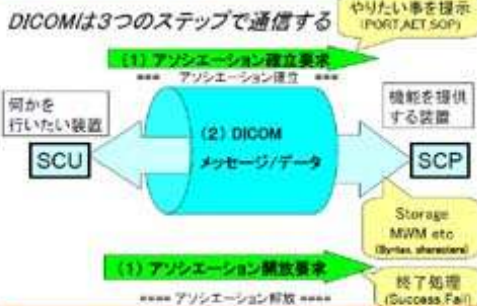 DICOMは3つのステップで通信する
やりたい事を提示
(PORT,AET,SOP)
(1) アソシエーション確立要求
=== アソシエーション確立 ===
何かを
行いたい装置
機能を提供
する装置
(2) DICOM
メッセージ/データ
SCU
SCP
Storage
MWM etc
(Syntax, sharacters)
(1) アソシエーション開放要求
終了処理
(Success,Fail)
==== アソシエーション解放 ====